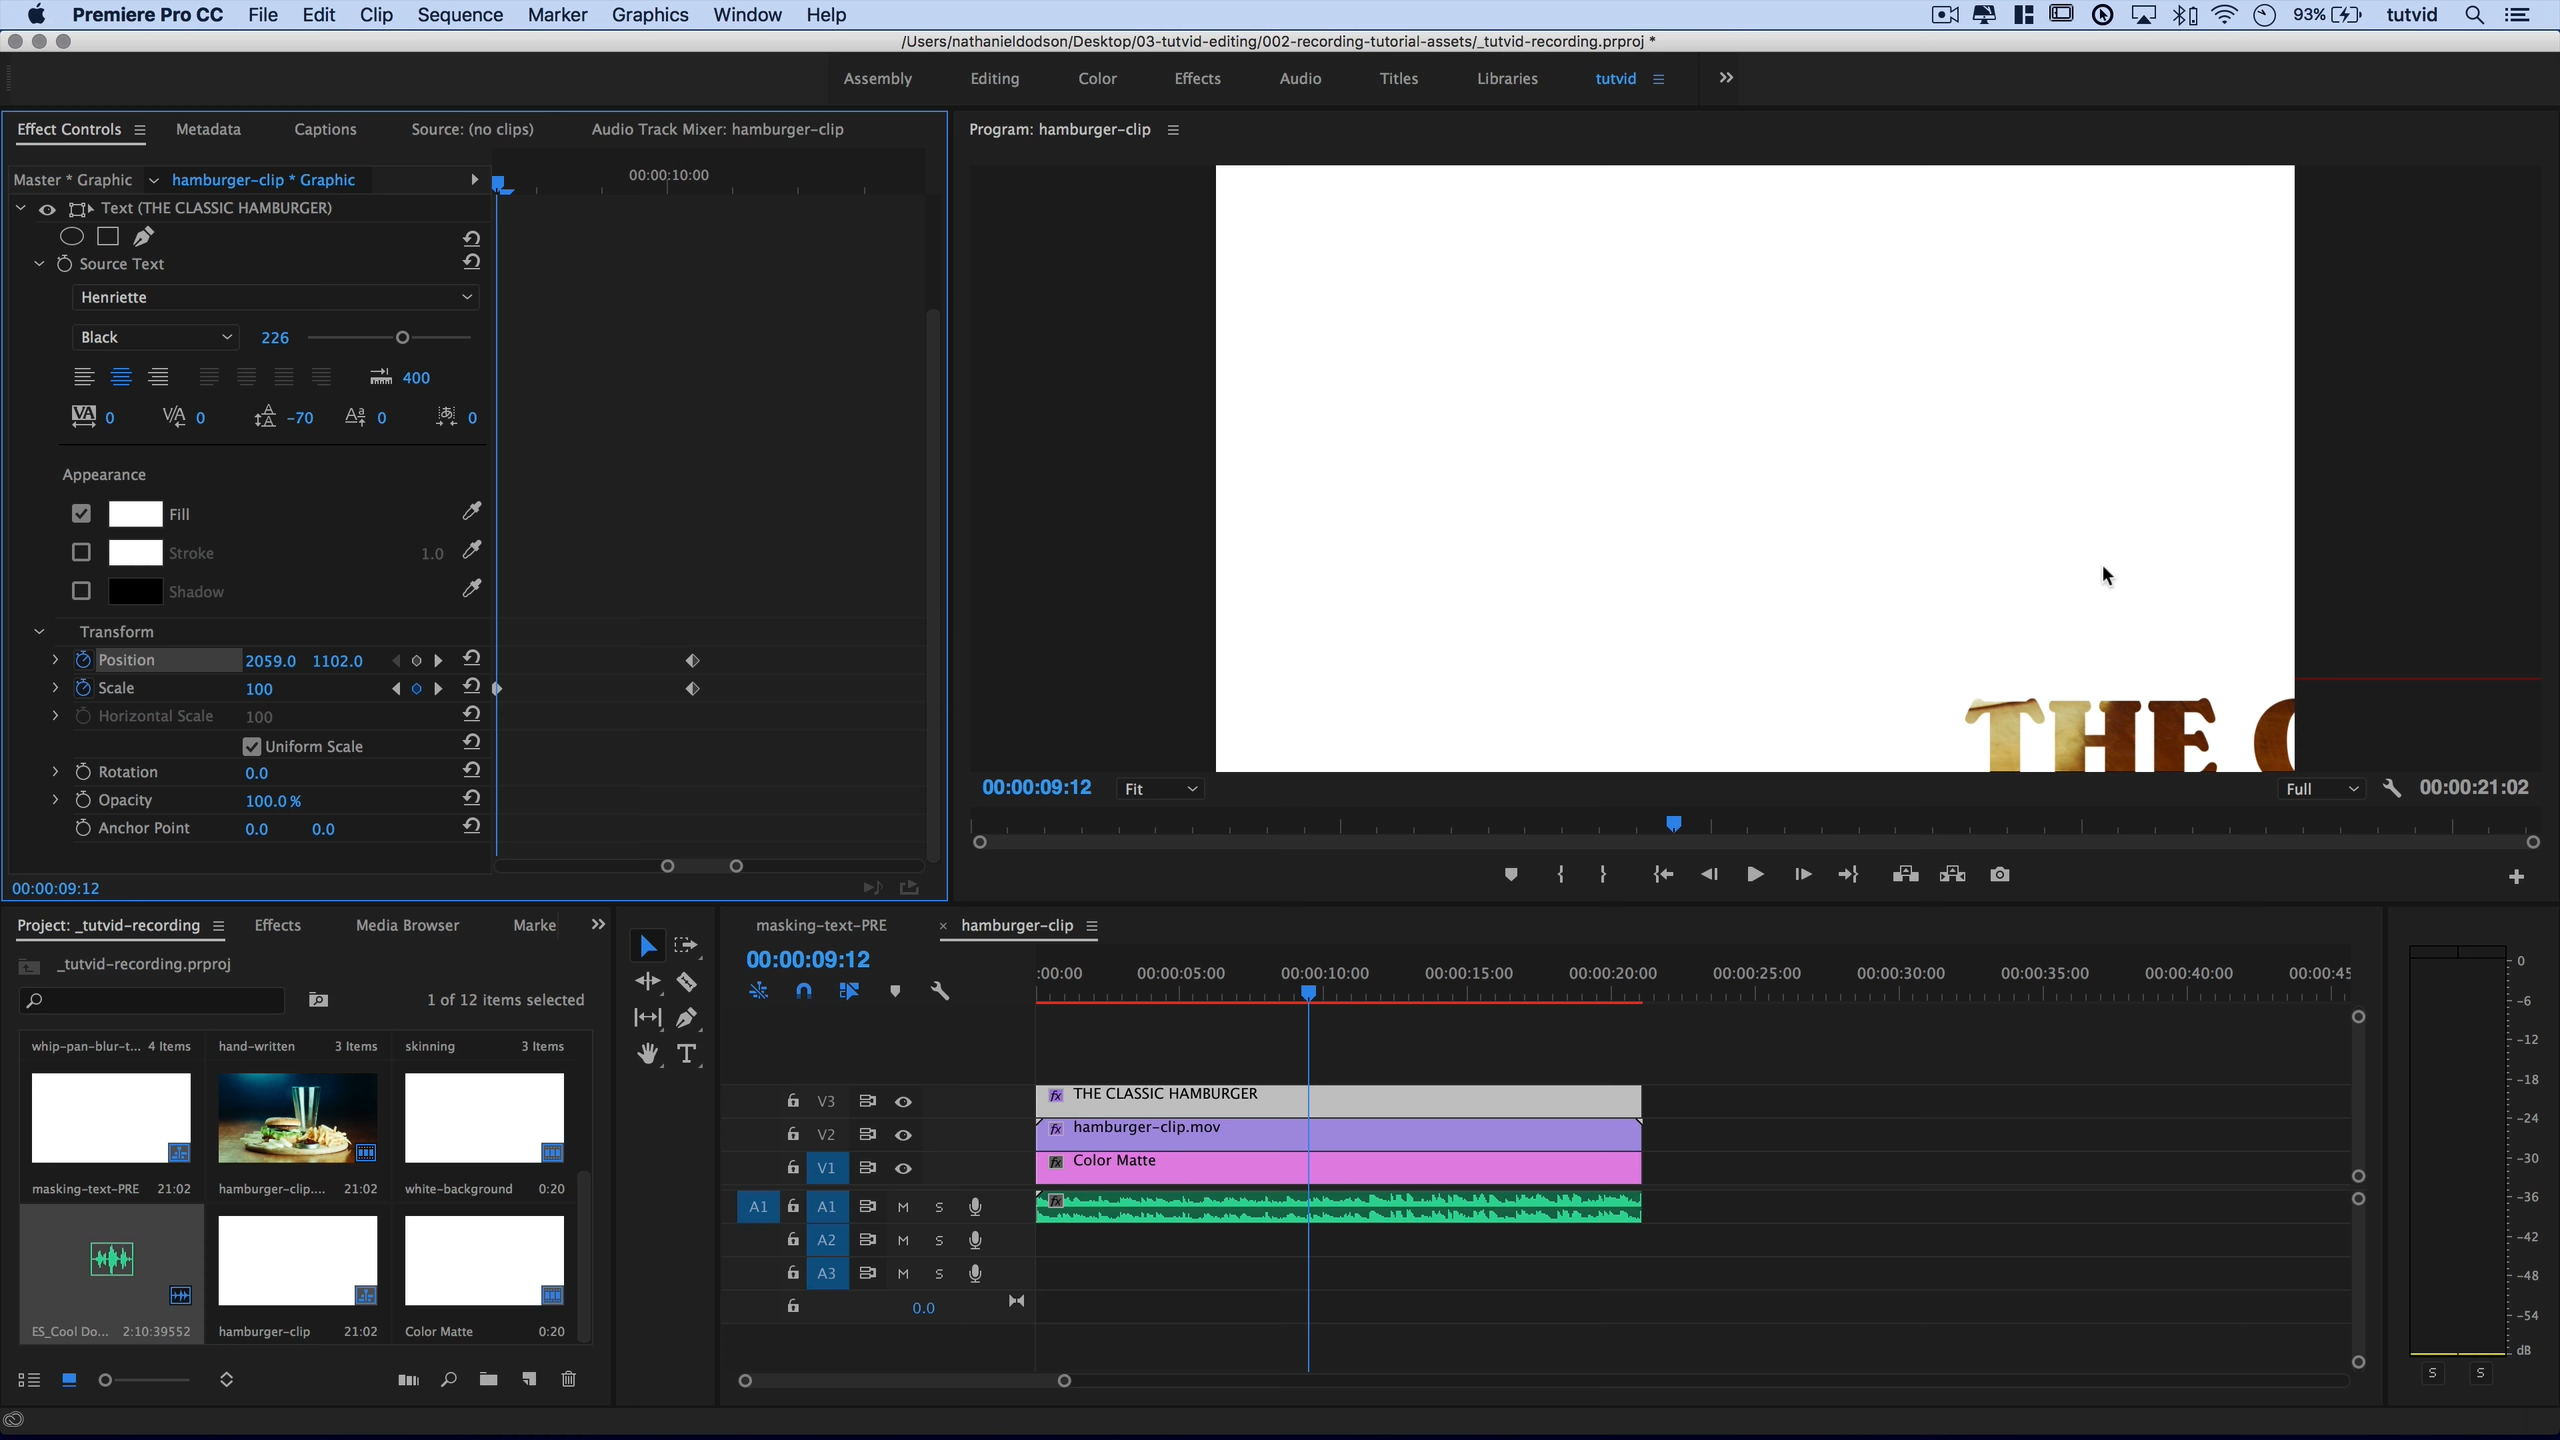 Premiere Pro CC File Edit Clip Sequence Marker Graphics Window Help 93% tutvid
/Users/nathanieldodson/Desktop/03-tutvid-editing/002-recording-tutorial-assets/_tutvid-recording.prproj *
Assembly Editing Color Effects Audio Titles Libraries tutvid
Effect Controls Metadata Captions Source: (no clips) Audio Track Mixer: hamburger-clip
Master * Graphic hamburger-clip * Graphic 00:00:10:00
Text (THE CLASSIC HAMBURGER)
Source Text
Henriette
Black 226
400
0 0 -70 0 0
Appearance
Fill
Stroke 1.0
Shadow
Transform
Position 2059.0 1102.0
Scale 100
Horizontal Scale 100
Uniform Scale
Rotation 0.0
Opacity 100.0 %
Anchor Point 0.0 0.0
00:00:09:12
Program: hamburger-clip
THE C
00:00:09:12 Fit Full 00:00:21:02
Project: _tutvid-recording Effects Media Browser Marke
_tutvid-recording.prproj
1 of 12 items selected
whip-pan-blur-t... 4 Items hand-written 3 Items skinning 3 Items
masking-text-PRE 21:02 hamburger-clip.... 21:02 white-background 0:20
ES_Cool Do... 2:10:39552 hamburger-clip 21:02 Color Matte 0:20
masking-text-PRE × hamburger-clip
00:00:09:12
:00:00 00:00:05:00 00:00:10:00 00:00:15:00 00:00:20:00 00:00:25:00 00:00:30:00 00:00:35:00 00:00:40:00 00:00:45
V3 fx THE CLASSIC HAMBURGER
V2 fx hamburger-clip.mov
V1 fx Color Matte
A1 A1 M S fx
A2 M S
A3 M S
0.0
0
-6
-12
-18
-24
-30
-36
-42
-48
-54
dB
S S